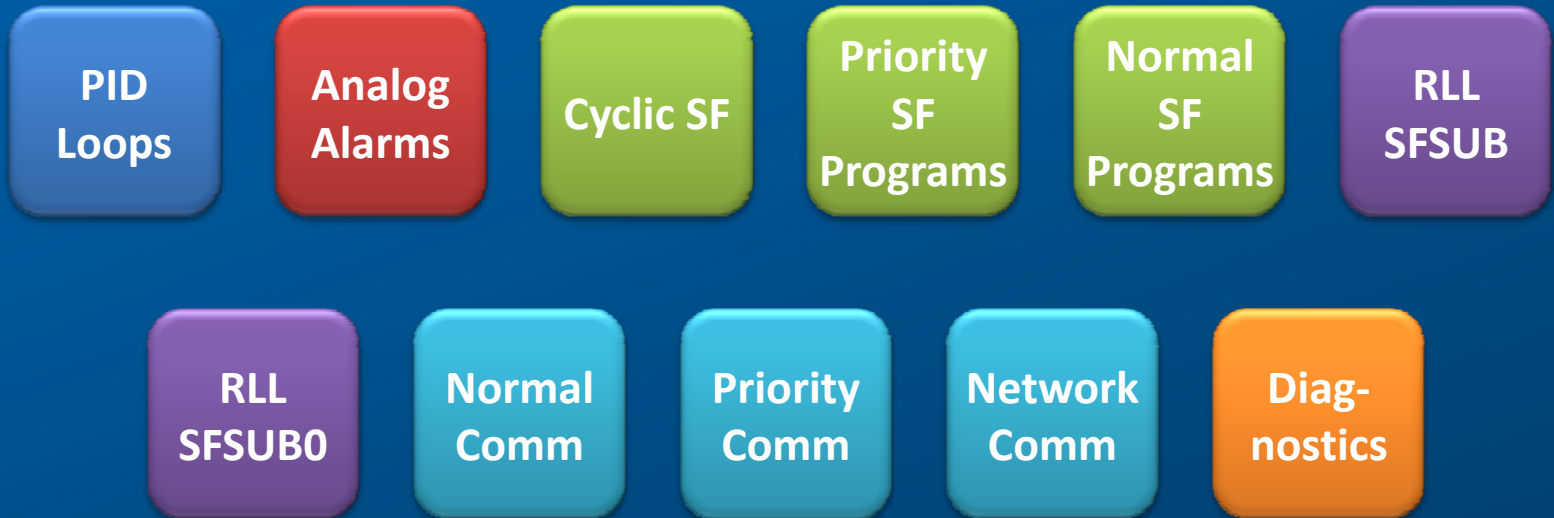 PID
Loops
Analog
Alarms
Cyclic SF
Priority
SF
Programs
Normal
SF
Programs
RLL
SFSUB
RLL
SFSUB0
Normal
Comm
Priority
Comm
Network
Comm
Diag-
nostics